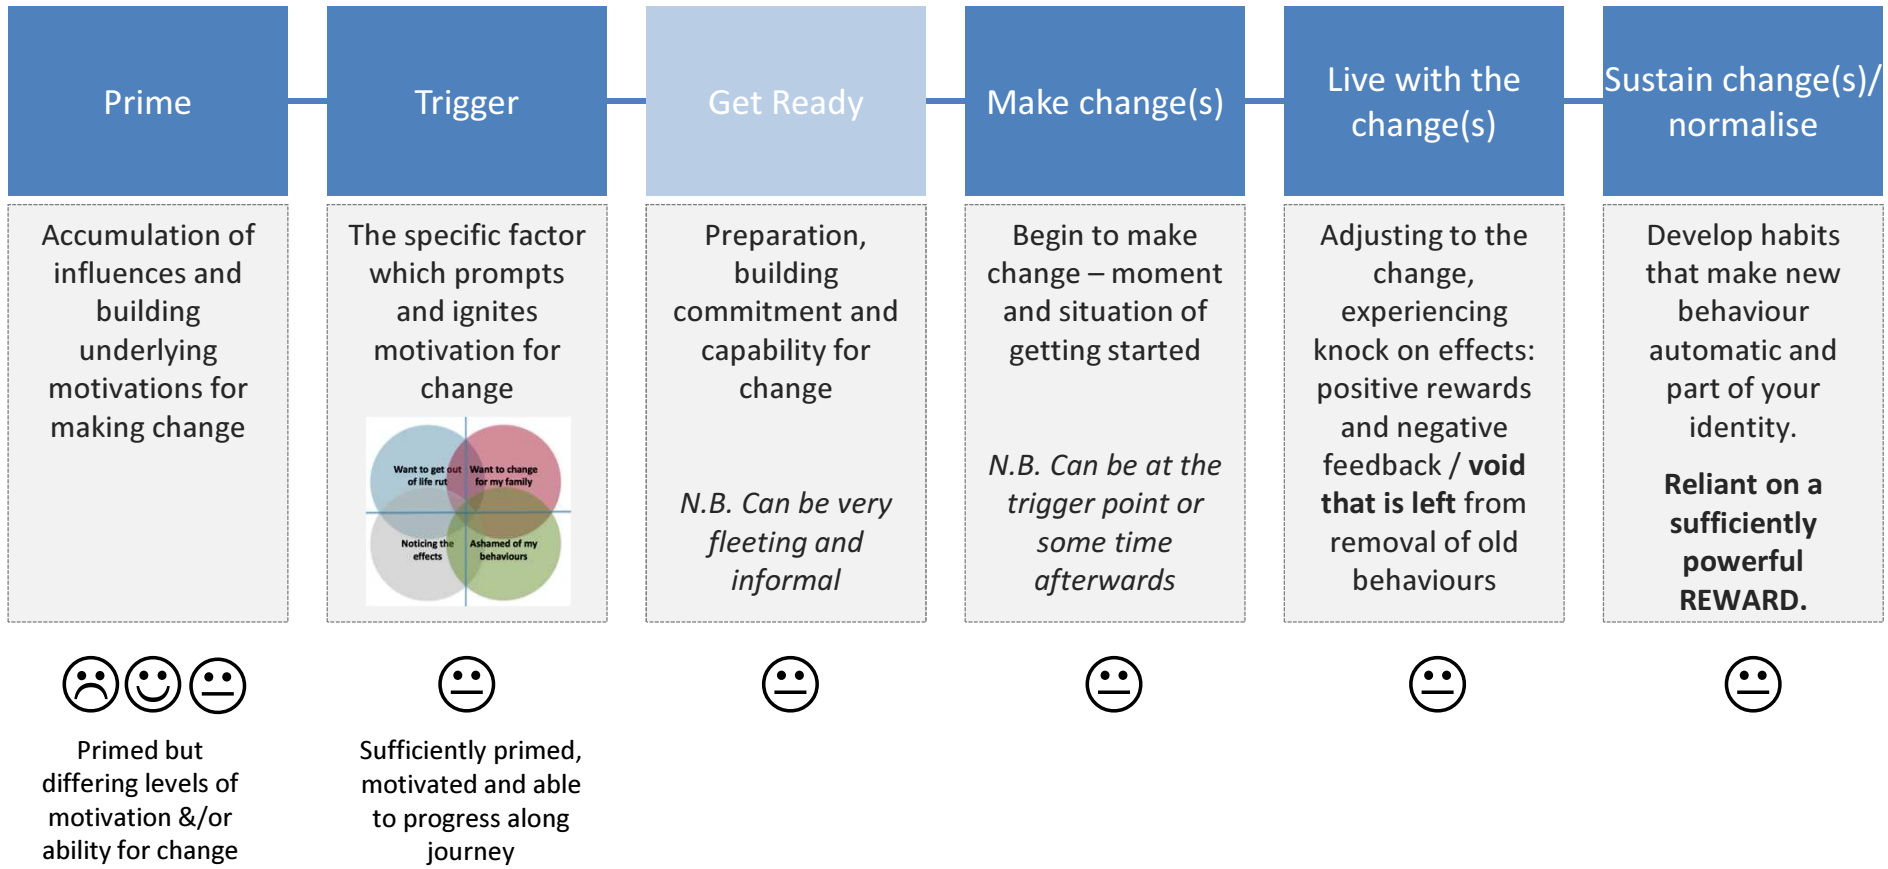 Prime
Trigger
Get Ready
Make change(s)
Live with the
change(s)
Sustain change(s)/
normalise
Accumulation of
influences and
building
underlying
motivations for
making change
The specific factor
which prompts
and ignites
motivation for
change
Want to get out
of life rut
Want to change
for my family
Noticing the
effects
Ashamed of my
behaviours
Preparation,
building
commitment and
capability for
change
N.B. Can be very
fleeting and
informal
Begin to make
change – moment
and situation of
getting started
N.B. Can be at the
trigger point or
some time
afterwards
Adjusting to the
change,
experiencing
knock on effects:
positive rewards
and negative
feedback / void
that is left from
removal of old
behaviours
Develop habits
that make new
behaviour
automatic and
part of your
identity.
Reliant on a
sufficiently
powerful
REWARD.
Primed but
differing levels of
motivation &/or
ability for change
Sufficiently primed,
motivated and able
to progress along
journey